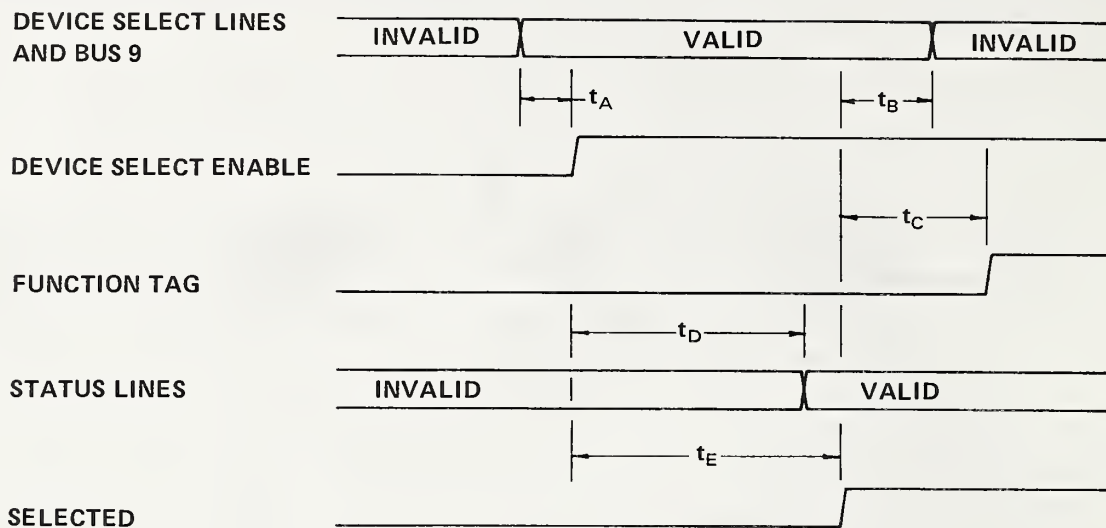 DEVICE SELECT LINES
AND BUS 9
INVALID
VALID
INVALID
tA
tB
DEVICE SELECT ENABLE
tC
FUNCTION TAG
tD
STATUS LINES
INVALID
VALID
tE
SELECTED